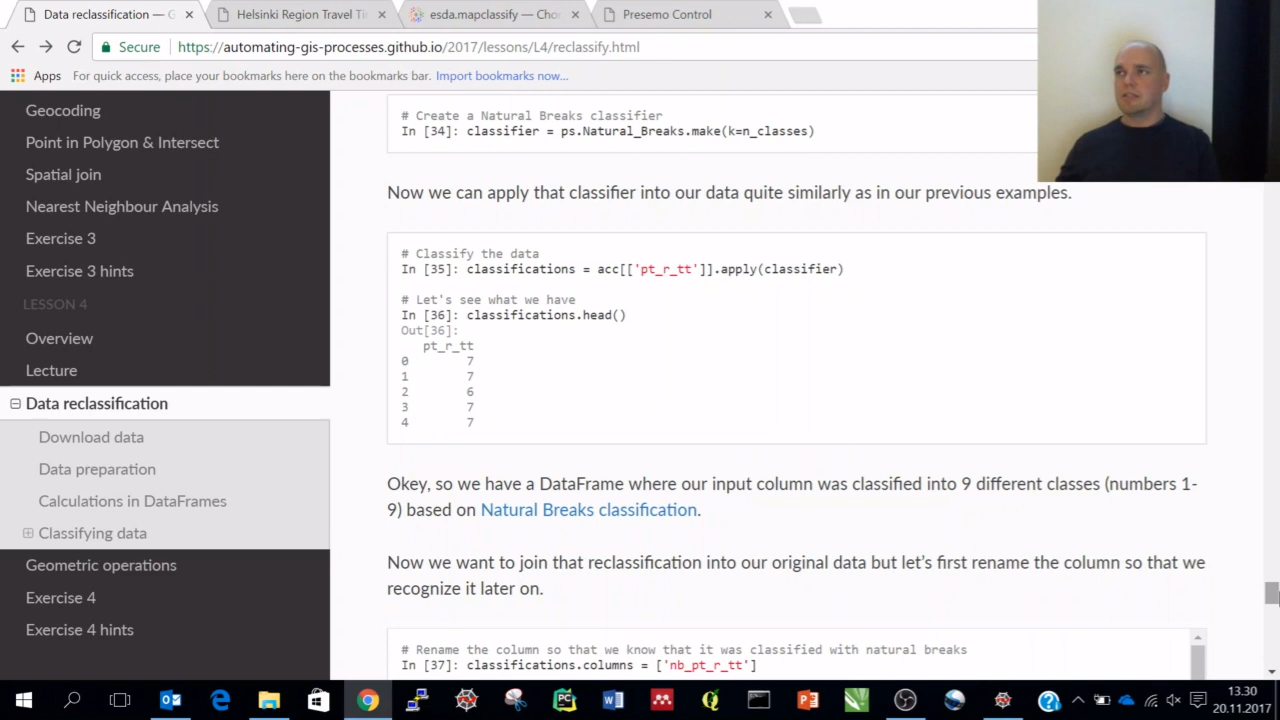 Data reclassification — G
Helsinki Region Travel Ti
esda.mapclassify — Cho
Presemo Control
Secure
https://automating-gis-processes.github.io/2017/lessons/L4/reclassify.html
Apps
For quick access, place your bookmarks here on the bookmarks bar. Import bookmarks now...
Geocoding
Point in Polygon & Intersect
Spatial join
Nearest Neighbour Analysis
Exercise 3
Exercise 3 hints
LESSON 4
Overview
Lecture
Data reclassification
Download data
Data preparation
Calculations in DataFrames
Classifying data
Geometric operations
Exercise 4
Exercise 4 hints
# Create a Natural Breaks classifier
In [34]: classifier = ps.Natural_Breaks.make(k=n_classes)
Now we can apply that classifier into our data quite similarly as in our previous examples.
# Classify the data
In [35]: classifications = acc[['pt_r_tt']].apply(classifier)
# Let's see what we have
In [36]: classifications.head()
Out[36]:
pt_r_tt
0 7
1 7
2 6
3 7
4 7
Okey, so we have a DataFrame where our input column was classified into 9 different classes (numbers 1-
9) based on Natural Breaks classification.
Now we want to join that reclassification into our original data but let's first rename the column so that we
recognize it later on.
# Rename the column so that we know that it was classified with natural breaks
In [37]: classifications.columns = ['nb_pt_r_tt']
13.30
20.11.2017